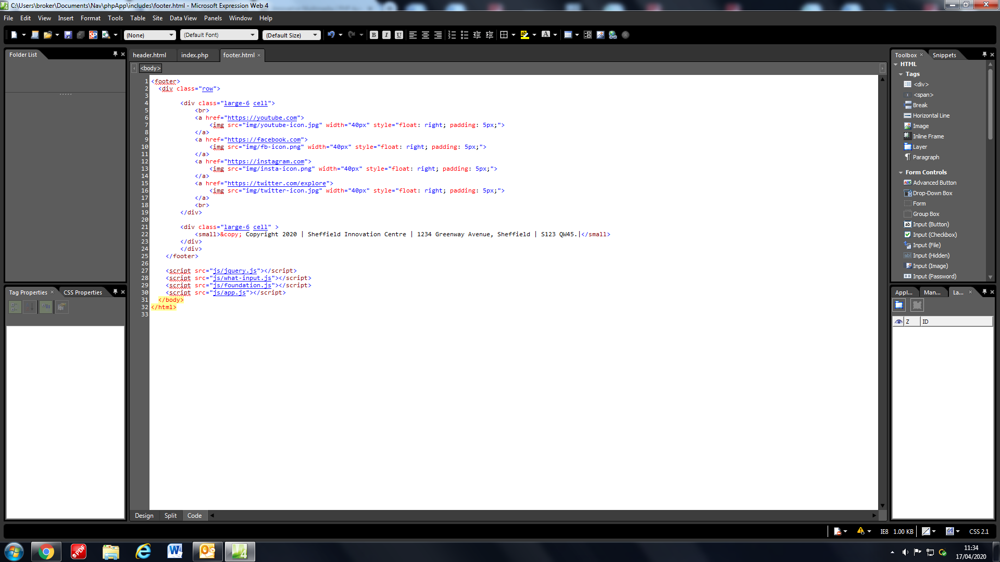 C:\Users\broker\Documents\Nav\phpApp\includes\footer.html - Microsoft Expression Web 4
File Edit View Insert Format Tools Table Site Data View Panels Window Help
(None) (Default Font) (Default Size)
Folder List
header.html index.php footer.html
<body>
1 <footer>
2 <div class="row">
3
4 <div class="large-6 cell">
5 <br>
6 <a href="https://youtube.com">
7 <img src="img/youtube-icon.jpg" width="40px" style="float: right; padding: 5px;">
8 </a>
9 <a href="https://facebook.com">
10 <img src="img/fb-icon.png" width="40px" style="float: right; padding: 5px;">
11 </a>
12 <a href="https://instagram.com">
13 <img src="img/insta-icon.png" width="40px" style="float: right; padding: 5px;">
14 </a>
15 <a href="https://twitter.com/explore">
16 <img src="img/twitter-icon.jpg" width="40px" style="float: right; padding: 5px;">
17 </a>
18 <br>
19 </div>
20
21 <div class="large-6 cell" >
22 <small>&copy; Copyright 2020 | Sheffield Innovation Centre | 1234 Greenway Avenue, Sheffield | S123 QW45.</small>
23 </div>
24 </div>
25 </footer>
26
27 <script src="js/jquery.js"></script>
28 <script src="js/what-input.js"></script>
29 <script src="js/foundation.js"></script>
30 <script src="js/app.js"></script>
31 </body>
32 </html>
33
Tag Properties CSS Properties
Design Split Code
Toolbox Snippets
HTML
Tags
<div>
<span>
Break
Horizontal Line
Image
Inline Frame
Layer
Paragraph
Form Controls
Advanced Button
Drop-Down Box
Form
Group Box
Input (Button)
Input (Checkbox)
Input (File)
Input (Hidden)
Input (Image)
Input (Password)
Appl... Man... La...
Z ID
IE8 1.00 KB CSS 2.1
11:34
17/04/2020